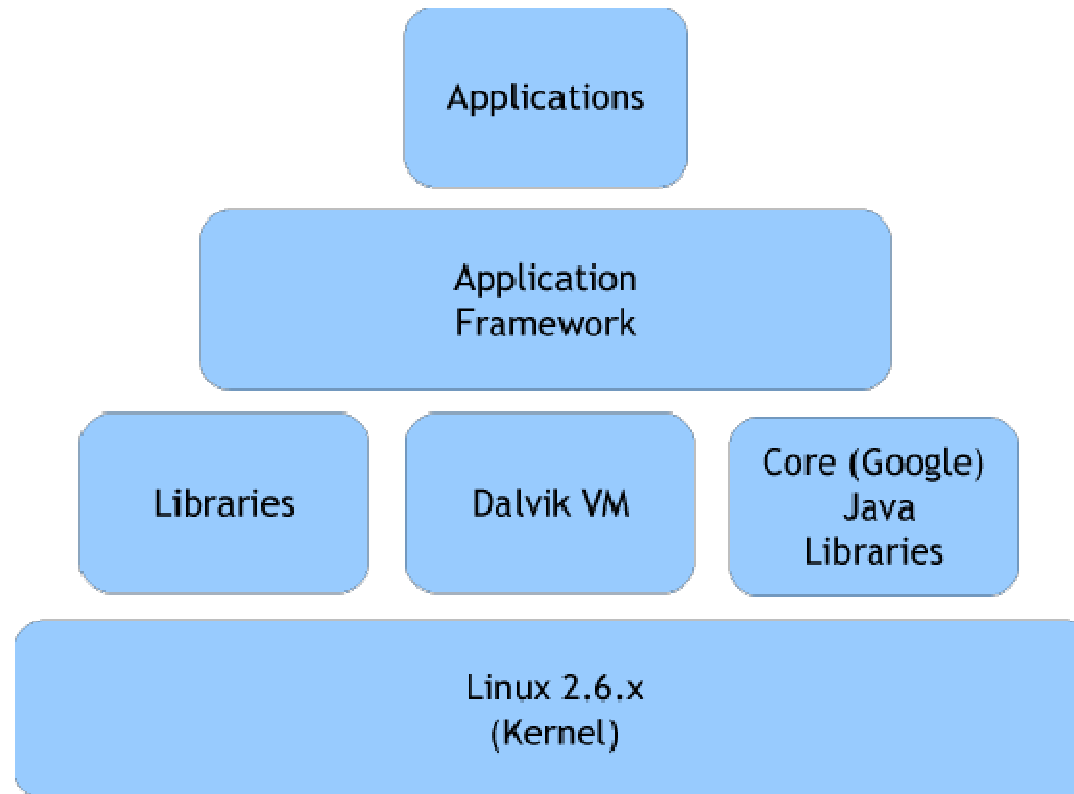 Applications
Application
Framework
Libraries
Dalvik VM
Core (Google)
Java
Libraries
Linux 2.6.x
(Kernel)